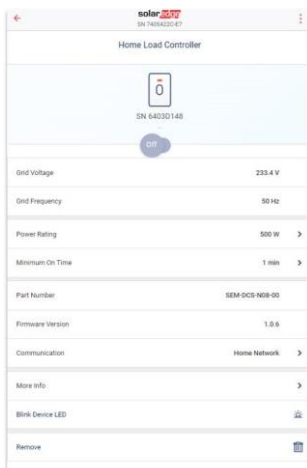 solaredge
SN 74094220-E7
Home Load Controller
SN 6403D148
Off
Grid Voltage 233.4 V
Grid Frequency 50 Hz
Power Rating 500 W
Minimum On Time 1 min
Part Number SEM-DCS-N08-00
Firmware Version 1.0.6
Communication Home Network
More Info
Blink Device LED
Remove